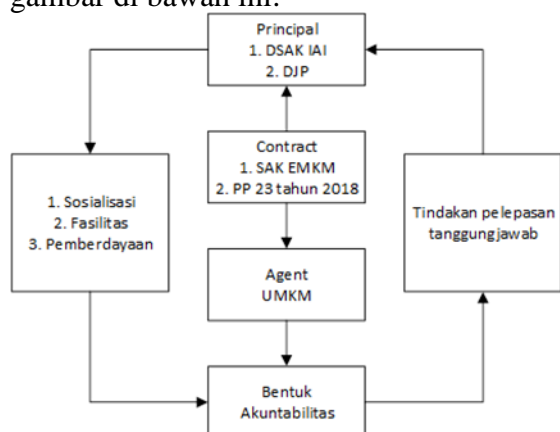 gambar di bawah ini:
Principal
1. DSAK IAI
2. DJP
Contract
1. SAK EMKM
2. PP 23 tahun 2018
1. Sosialisasi
2. Fasilitas
3. Pemberdayaan
Tindakan pelepasan
tanggungjawab
Agent
UMKM
Bentuk
Akuntabilitas